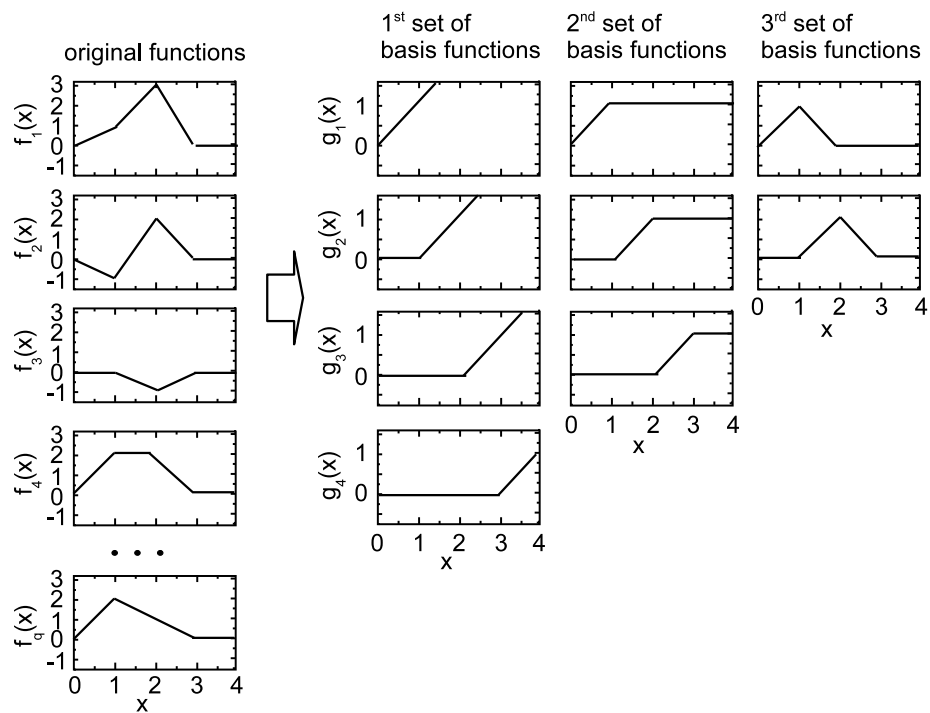 original functions
1st set of
basis functions
2nd set of
basis functions
3rd set of
basis functions
f1(x)
3
2
1
0
-1
f2(x)
3
2
1
0
-1
f3(x)
3
2
1
0
-1
f4(x)
3
2
1
0
-1
• • •
fq(x)
3
2
1
0
-1
0 1 2 3 4
x
g1(x)
1
0
g2(x)
1
0
g3(x)
1
0
g4(x)
1
0
0 1 2 3 4
x
0 1 2 3 4
x
0 1 2 3 4
x